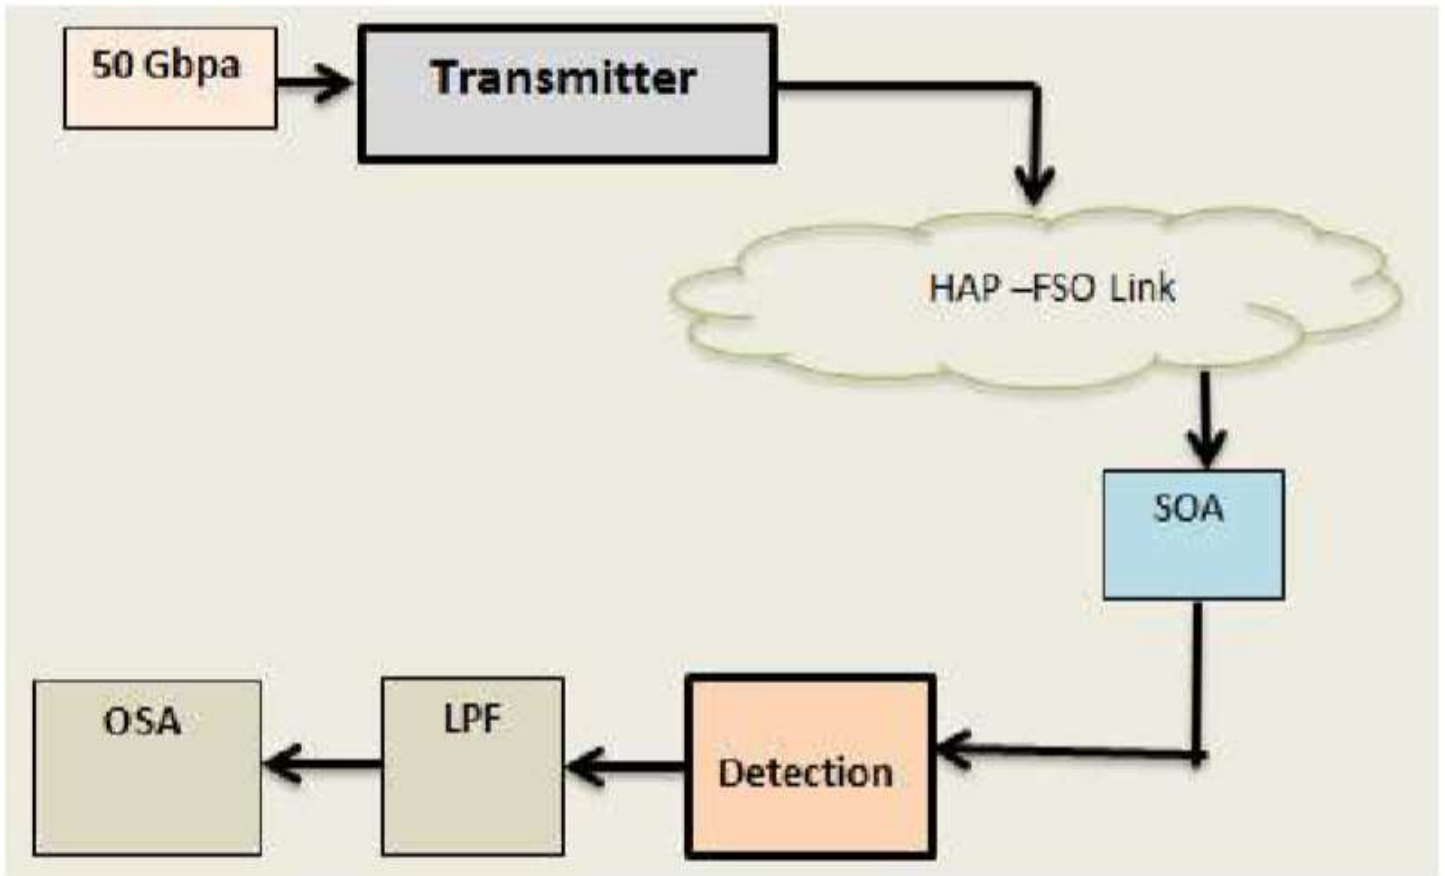 50 Gbpa
Transmitter
HAP –FSO Link
SOA
Detection
LPF
OSA